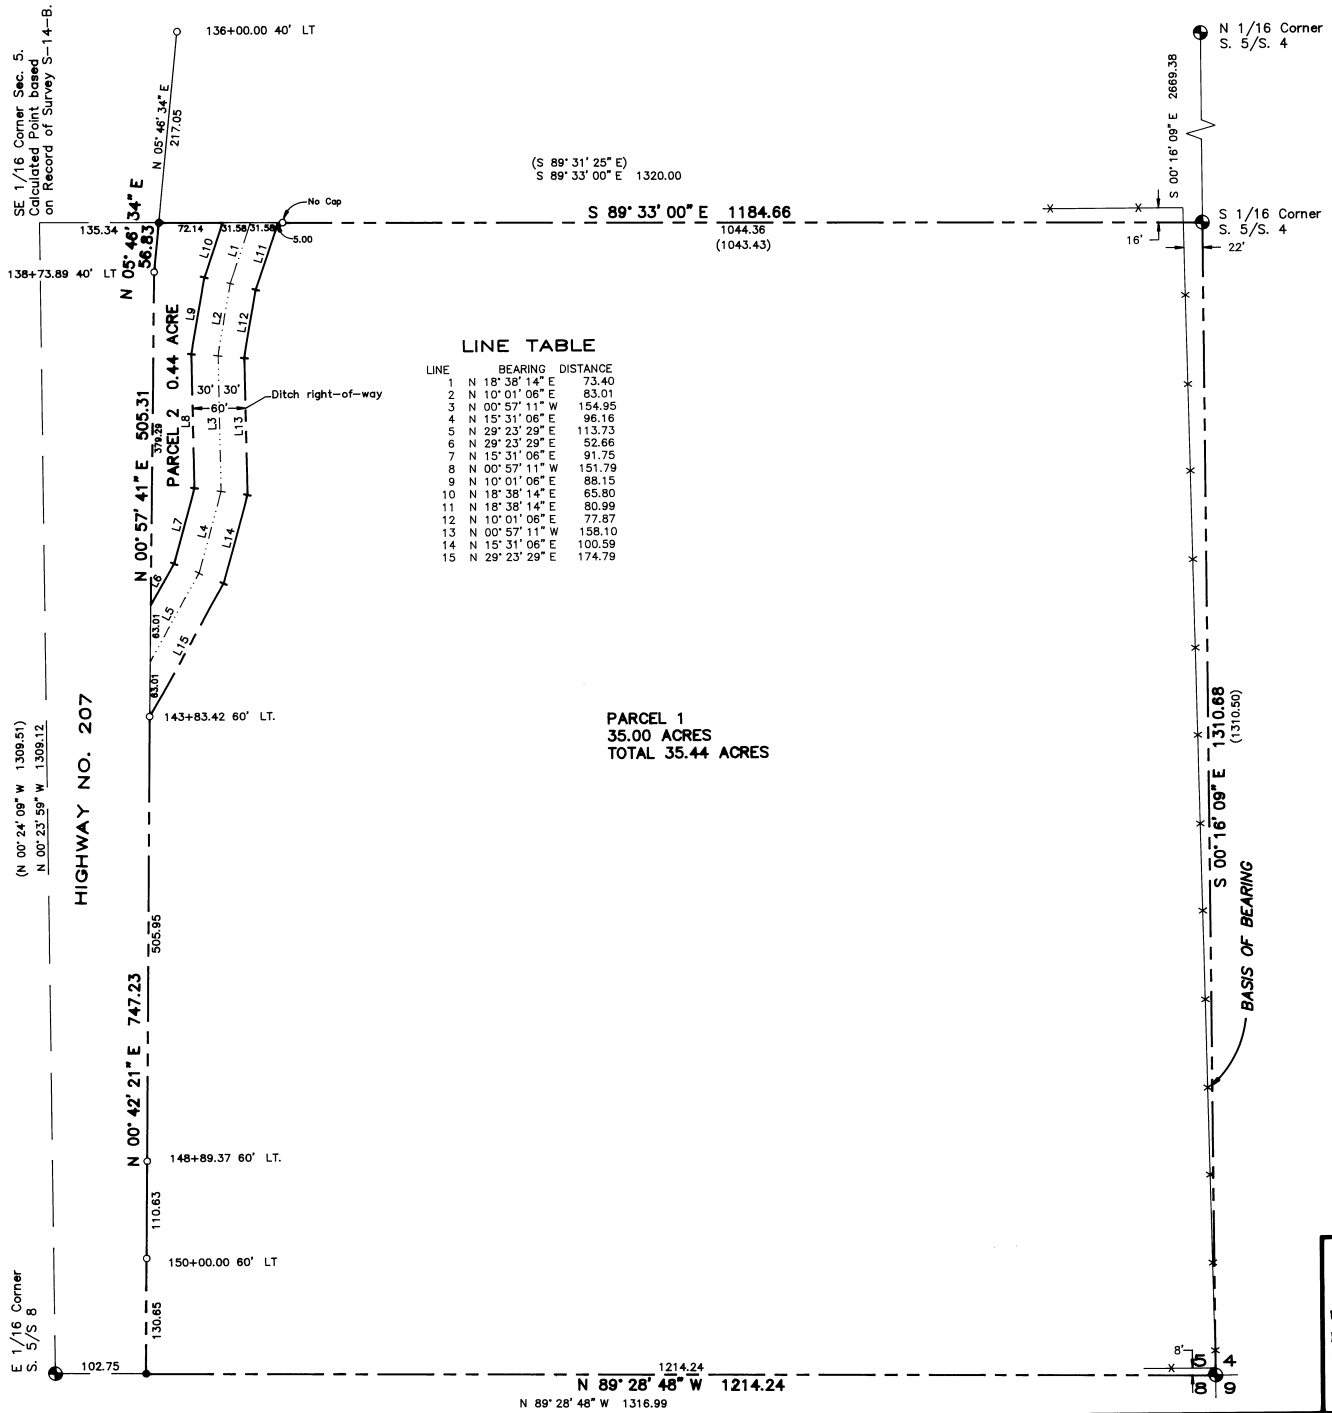 SE 1/16 Corner Sec. 5.
Calculated Point based
on Record of Survey S-14-B.
136+00.00 40' LT
N 05° 46' 34" E
217.05
N 1/16 Corner
S. 5/S. 4
S 00° 16' 09" E 2669.38
(S 89° 31' 25" E)
S 89° 33' 00" E 1320.00
No Cap
S 89° 33' 00" E 1184.66
1044.36
(1043.43)
S 1/16 Corner
S. 5/S. 4
16'
22'
135.34
72.14
31.58
31.58
5.00
N 05° 46' 34" E
56.83
138+73.89 40' LT
L10
L1
L11
L9
L2
L12
PARCEL 2 0.44 ACRE
30' 30'
60'
Ditch right-of-way
L8
L3
L13
N 00° 57' 41" E 505.31
379.29
L7
L4
L14
L6
L5
L15
63.01
63.01
LINE TABLE
LINE BEARING DISTANCE
1 N 18° 38' 14" E 73.40
2 N 10° 01' 06" E 83.01
3 N 00° 57' 11" W 154.95
4 N 15° 31' 06" E 96.16
5 N 29° 23' 29" E 113.73
6 N 29° 23' 29" E 52.66
7 N 15° 31' 06" E 91.75
8 N 00° 57' 11" W 151.79
9 N 10° 01' 06" E 88.15
10 N 18° 38' 14" E 65.80
11 N 18° 38' 14" E 80.99
12 N 10° 01' 06" E 77.87
13 N 00° 57' 11" W 158.10
14 N 15° 31' 06" E 100.59
15 N 29° 23' 29" E 174.79
143+83.42 60' LT.
HIGHWAY NO. 207
(N 00° 24' 09" W 1309.51)
N 00° 23' 59" W 1309.12
PARCEL 1
35.00 ACRES
TOTAL 35.44 ACRES
S 00° 16' 09" E 1310.68
(1310.50)
BASIS OF BEARING
505.95
N 00° 42' 21" E 747.23
148+89.37 60' LT.
110.63
150+00.00 60' LT
130.65
E 1/16 Corner
S. 5/S 8
102.75
1214.24
N 89° 28' 48" W 1214.24
N 89° 28' 48" W 1316.99
8'
5 4
8 9